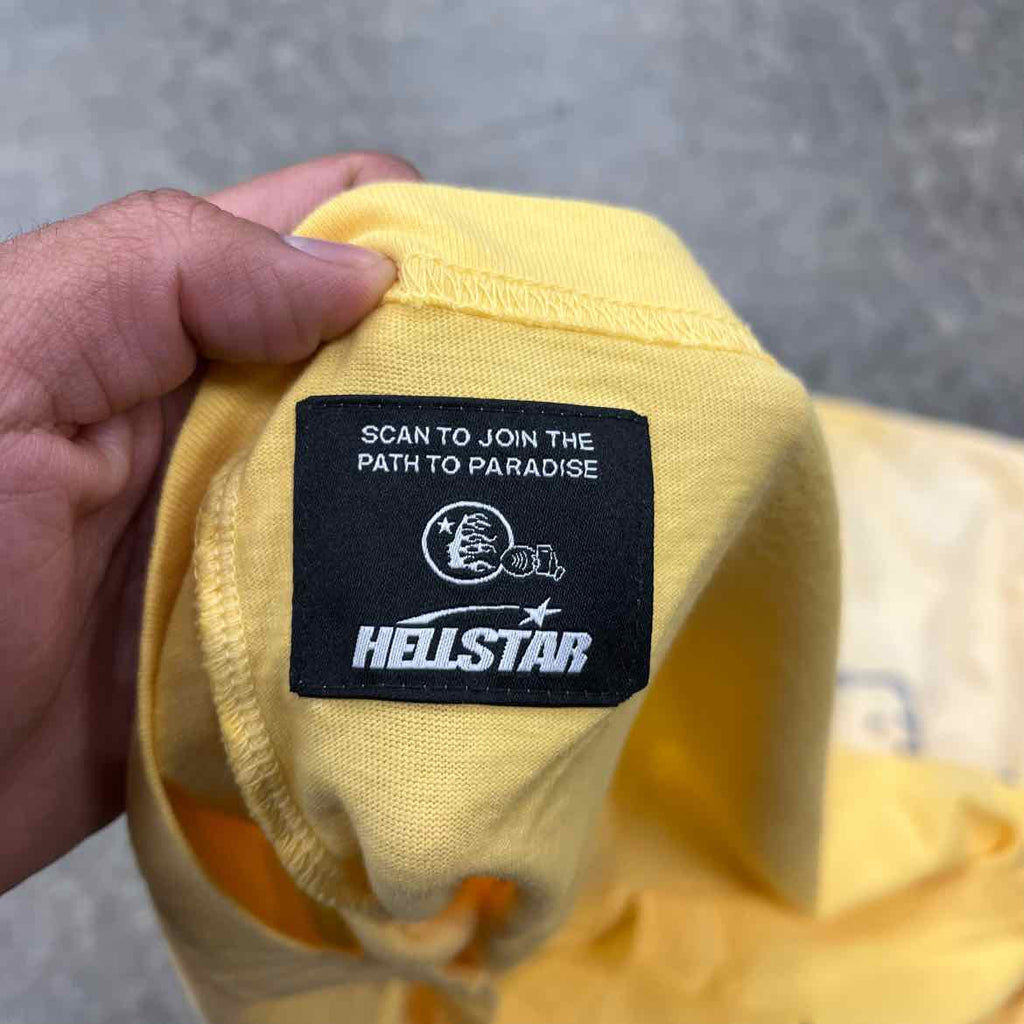 SCAN TO JOIN THE
PATH TO PARADISE
HELLSTAR